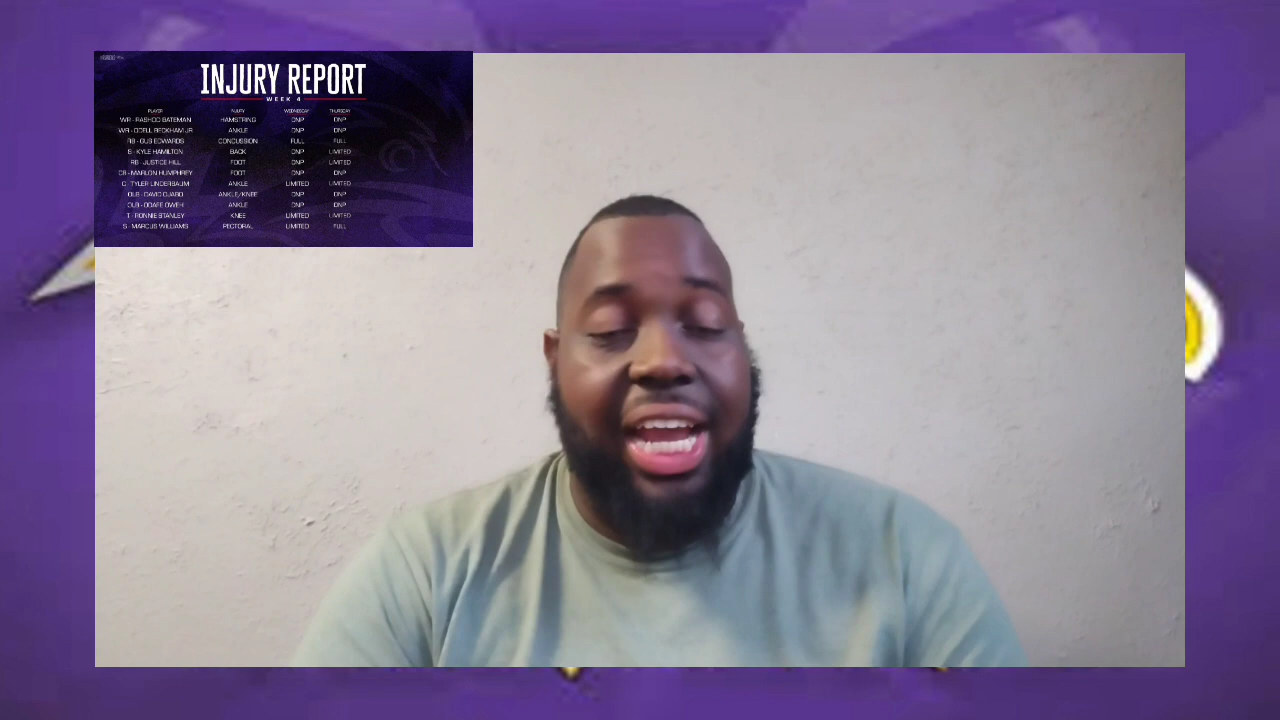 INJURY REPORT
WEEK 4
PLAYER INJURY WEDNESDAY THURSDAY
WR - RASHOD BATEMAN HAMSTRING DNP DNP
WR - ODELL BECKHAM JR ANKLE DNP DNP
RB - GUS EDWARDS CONCUSSION FULL FULL
S - KYLE HAMILTON BACK DNP LIMITED
RB - JUSTICE HILL FOOT DNP LIMITED
CB - MARLON HUMPHREY FOOT DNP DNP
C - TYLER LINDERBAUM ANKLE LIMITED LIMITED
OLB - DAVID OJABO ANKLE/KNEE DNP DNP
OLB - ODAFE OWEH ANKLE DNP DNP
T - RONNIE STANLEY KNEE LIMITED LIMITED
S - MARCUS WILLIAMS PECTORAL LIMITED FULL